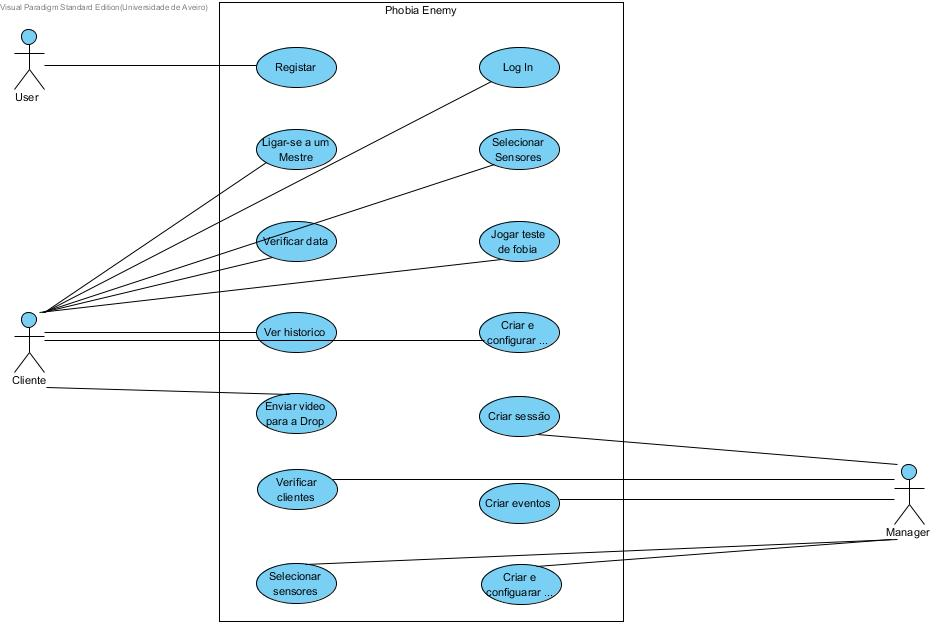 Visual Paradigm Standard Edition(Universidade de Aveiro)
Phobia Enemy
User
Registar
Log In
Ligar-se a um
Mestre
Selecionar
Sensores
Verificar data
Jogar teste
de fobia
Cliente
Ver historico
Criar e
configurar ...
Enviar video
para a Drop
Criar sessão
Verificar
clientes
Criar eventos
Manager
Selecionar
sensores
Criar e
configuarar ...